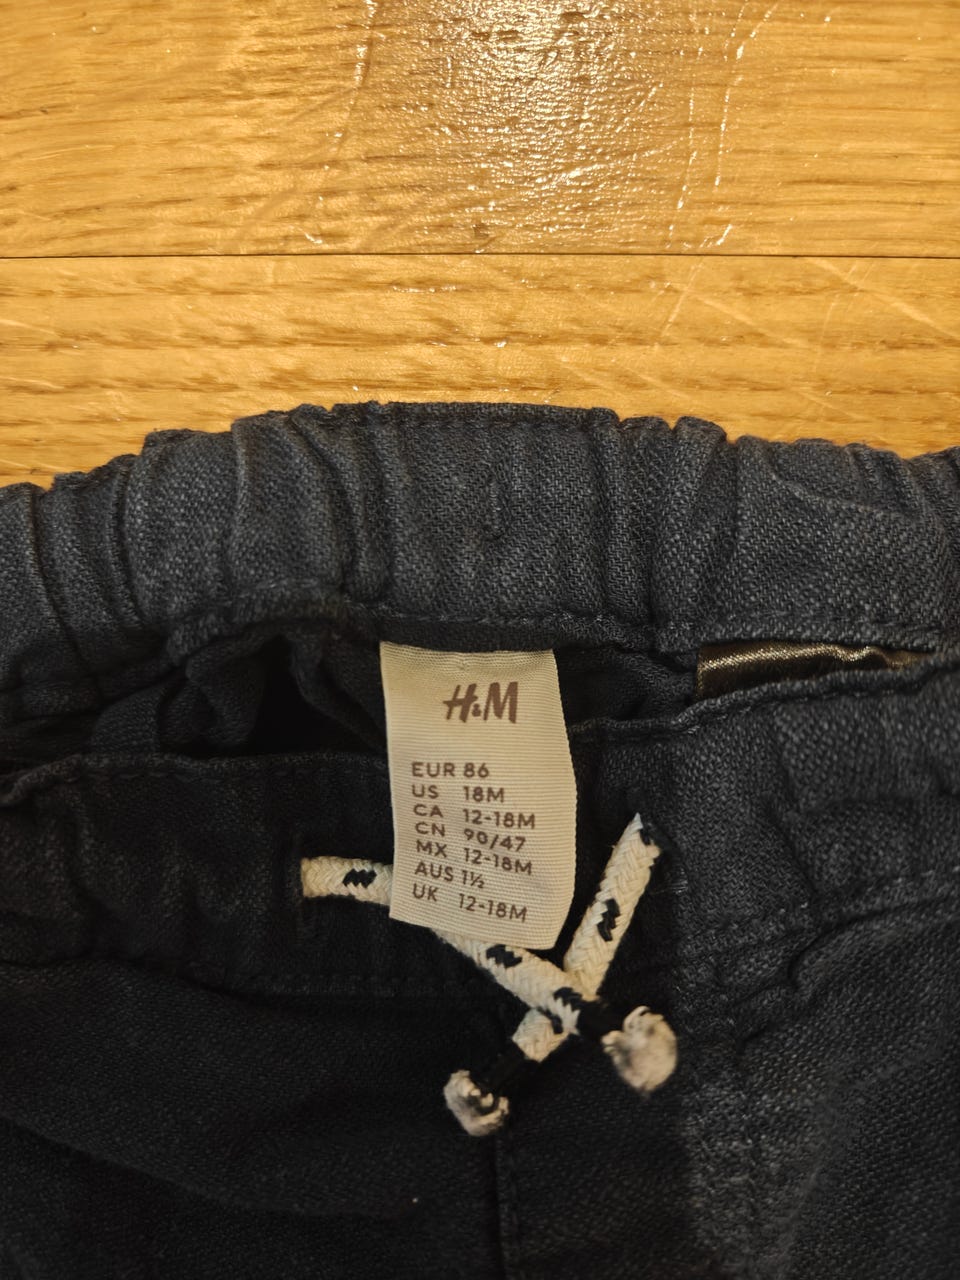 H&M
EUR 86
US 18M
CA 12-18M
CN 90/47
MX 12-18M
AUS 1½
UK 12-18M